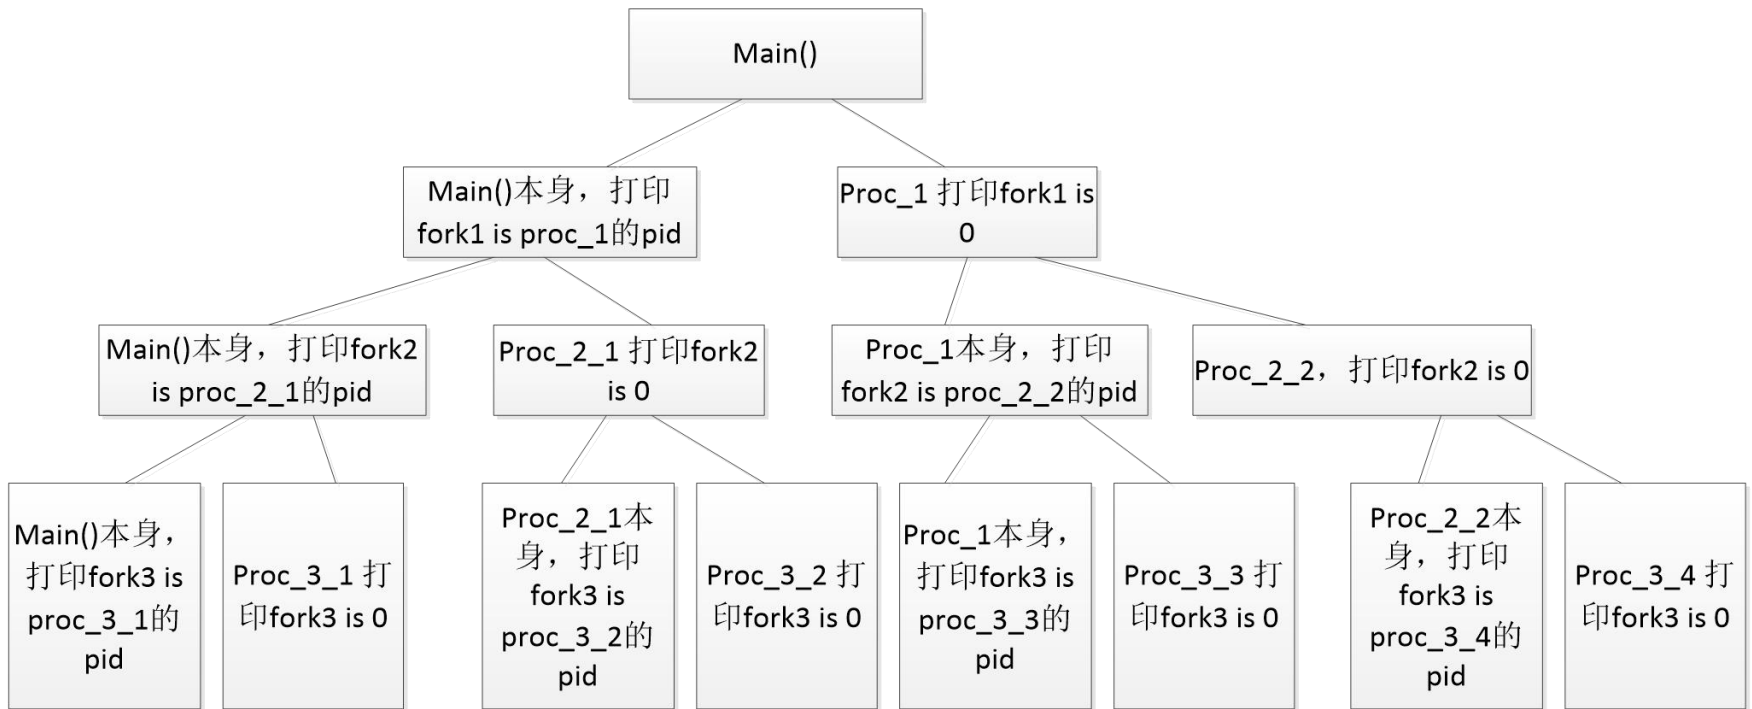 Main()
Main()本身，打印
fork1 is proc_1的pid
Proc_1 打印fork1 is
0
Main()本身，打印fork2
is proc_2_1的pid
Proc_2_1 打印fork2
is 0
Proc_1本身，打印
fork2 is proc_2_2的pid
Proc_2_2，打印fork2 is 0
Main()本身，
打印fork3 is
proc_3_1的
pid
Proc_3_1 打
印fork3 is 0
Proc_2_1本
身，打印
fork3 is
proc_3_2的
pid
Proc_3_2 打
印fork3 is 0
Proc_1本身，
打印fork3 is
proc_3_3的
pid
Proc_3_3 打
印fork3 is 0
Proc_2_2本
身，打印
fork3 is
proc_3_4的
pid
Proc_3_4 打
印fork3 is 0